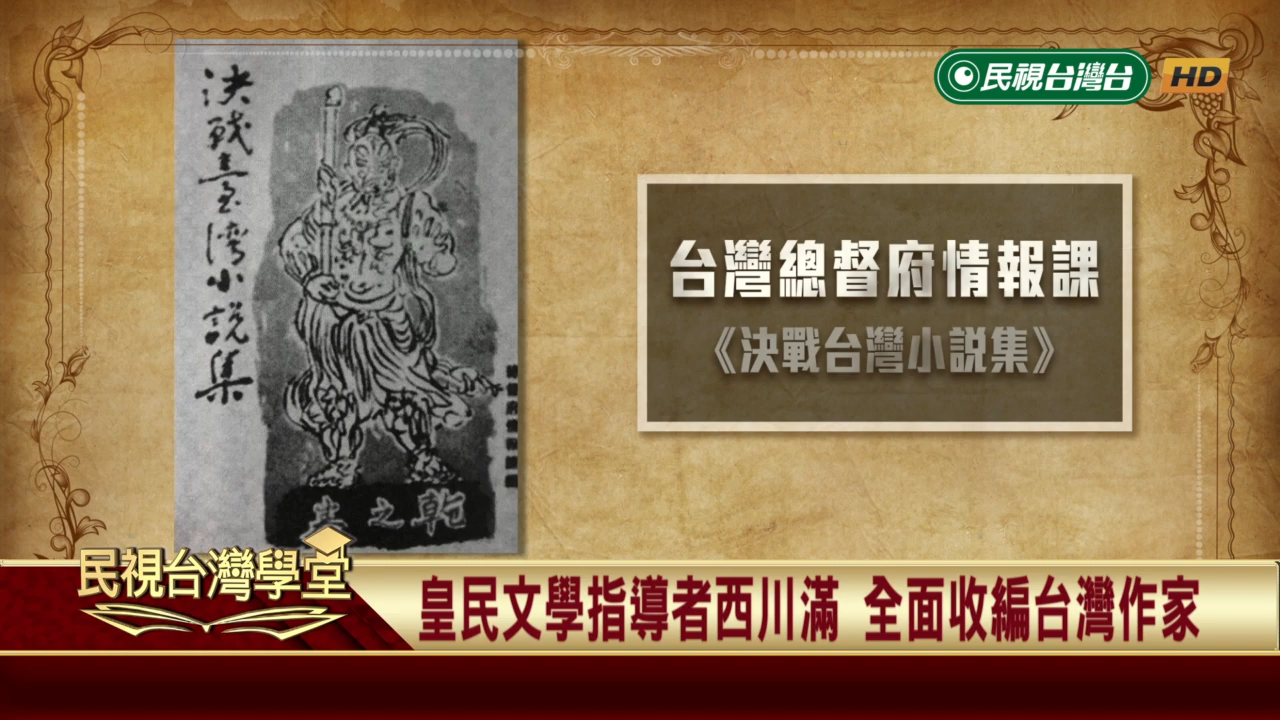 民視台灣台 HD
決戰臺灣小說集
乾之卷
台灣總督府情報課
《決戰台灣小說集》
民視台灣學堂
皇民文學指導者西川滿 全面收編台灣作家